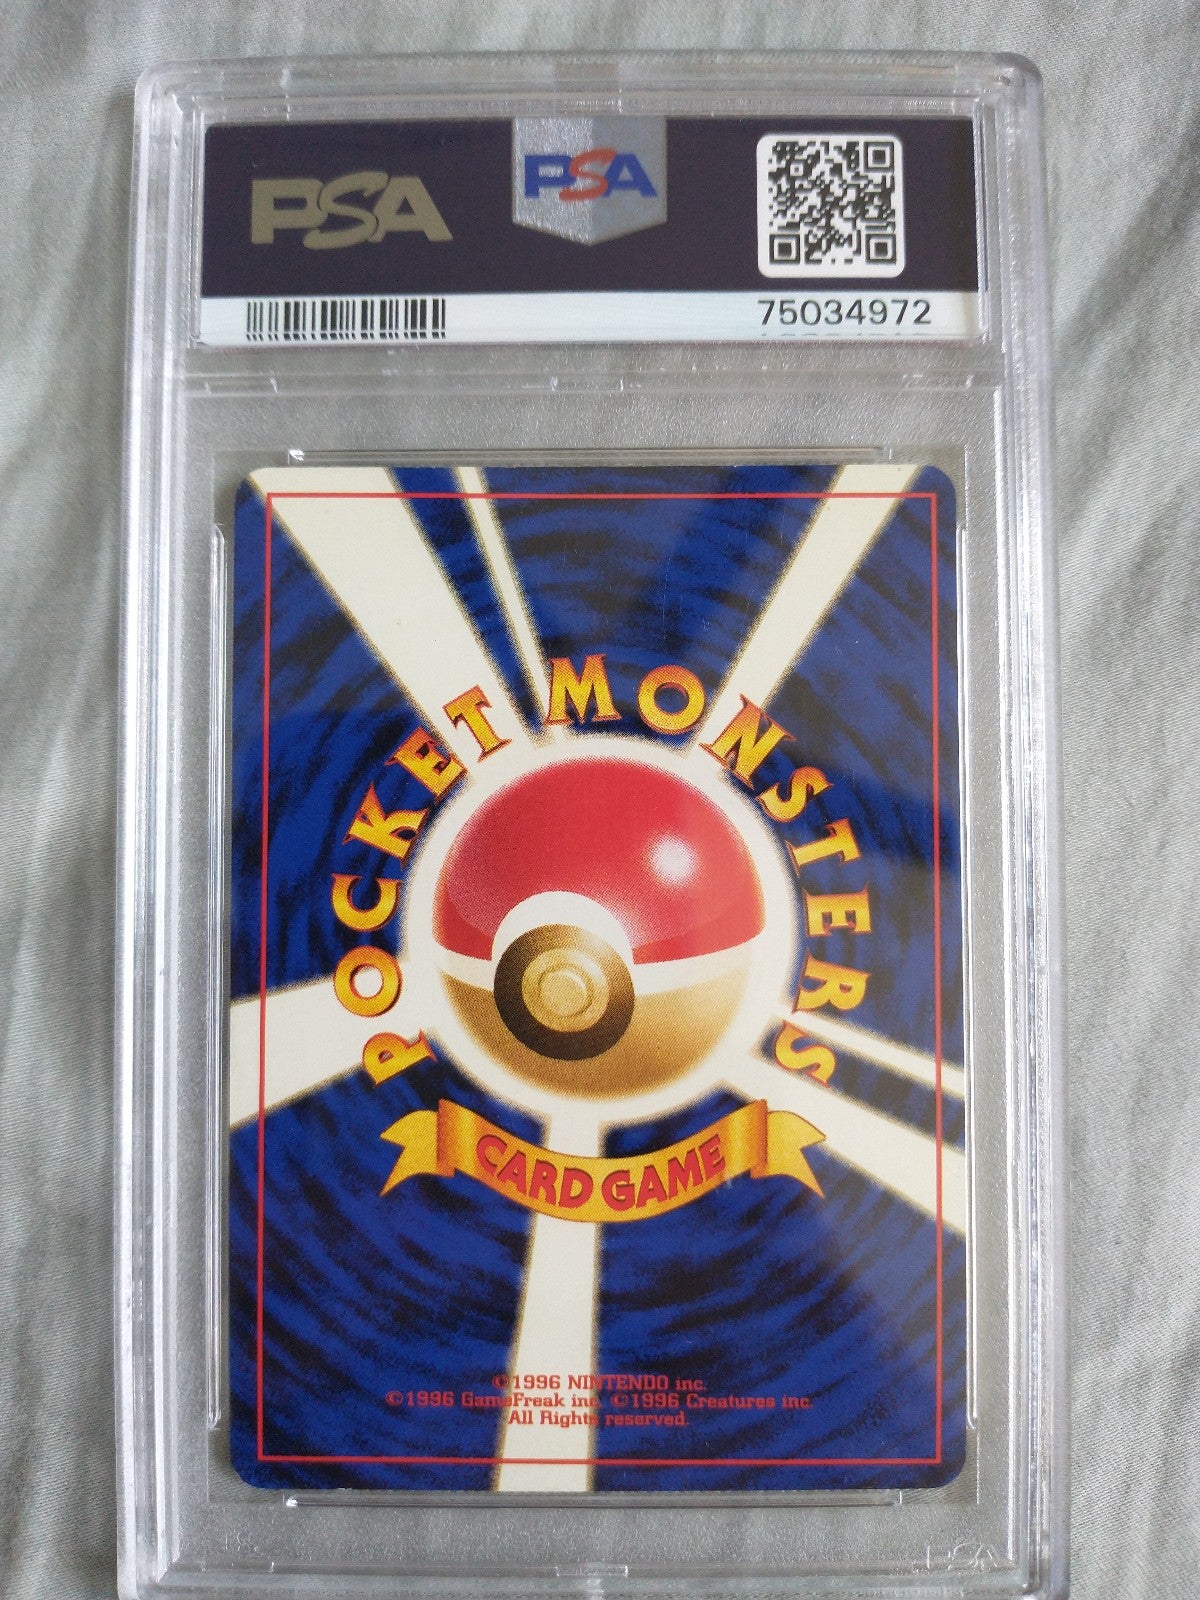 PSA
PSA
75034972
POCKET MONSTERS
CARD GAME
©1996 NINTENDO inc.
©1996 GameFreak inc. ©1996 Creatures inc.
All Rights reserved.
PSA